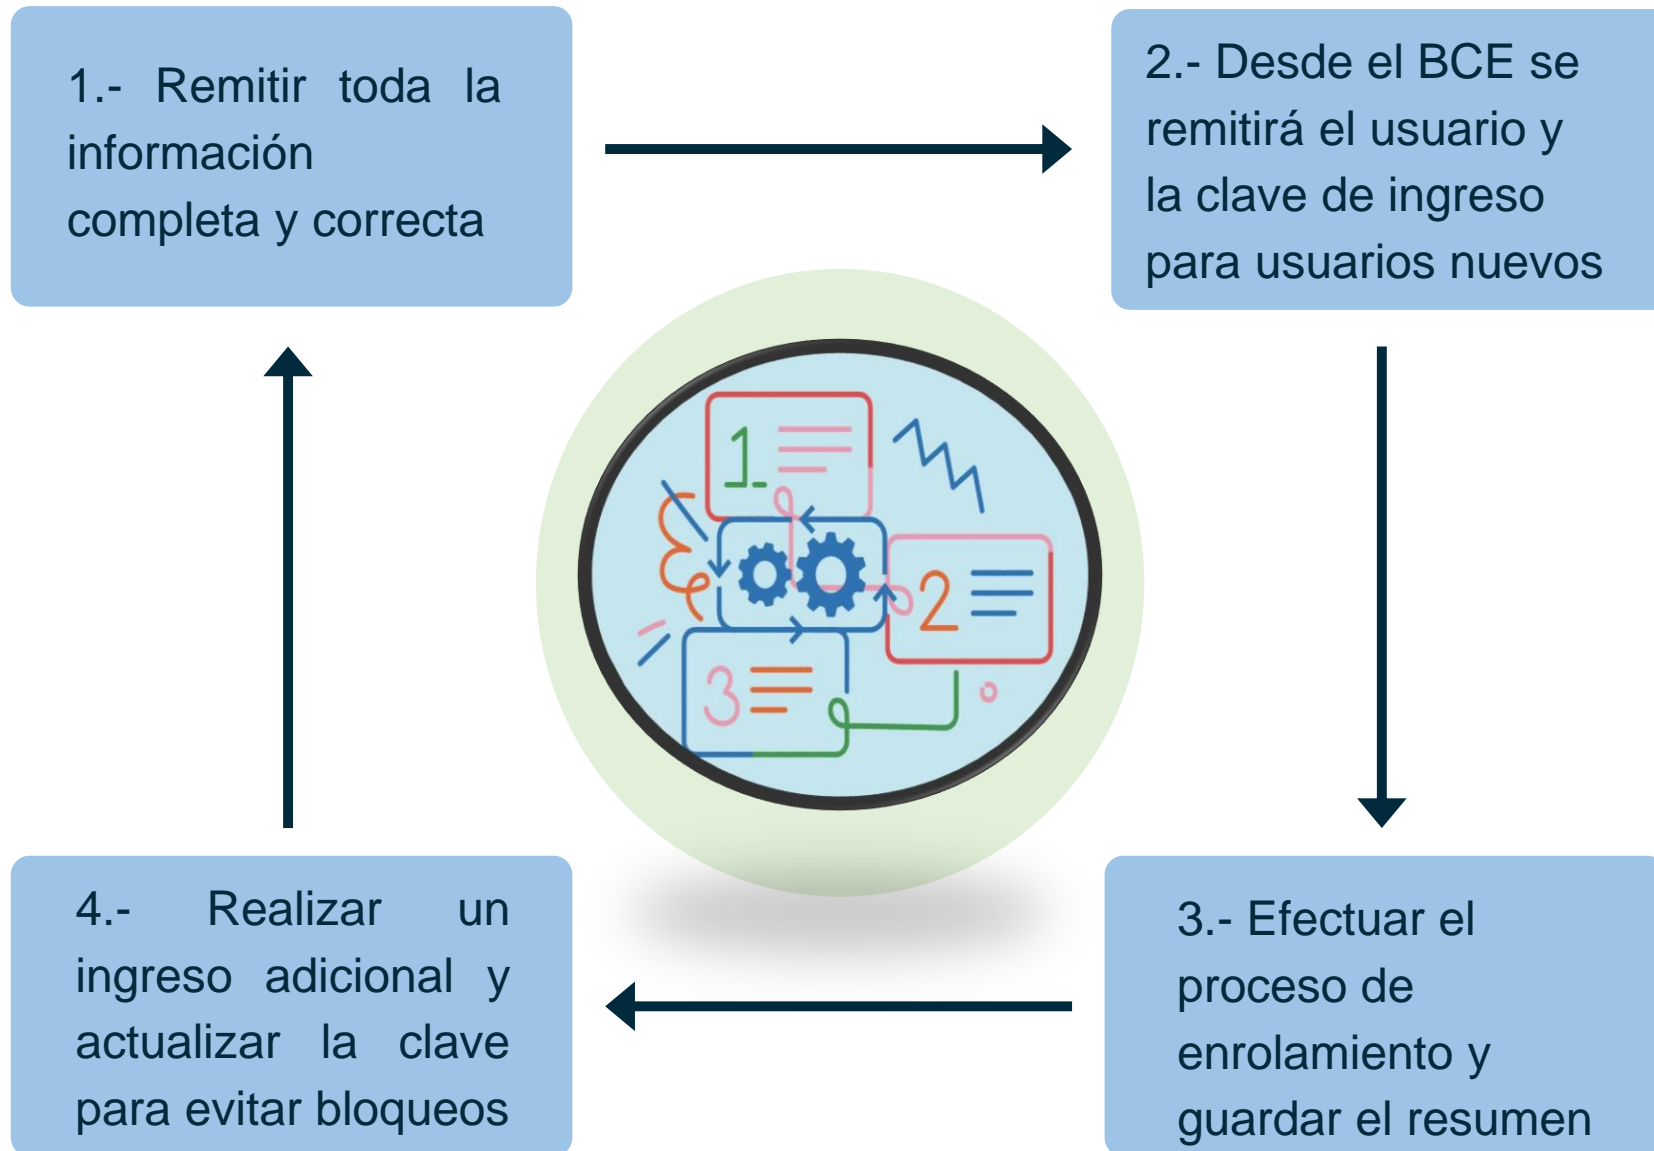 1.- Remitir toda la
información
completa y correcta
2.- Desde el BCE se
remitirá el usuario y
la clave de ingreso
para usuarios nuevos
1
2
3
4.- Realizar un
ingreso adicional y
actualizar la clave
para evitar bloqueos
3.- Efectuar el
proceso de
enrolamiento y
guardar el resumen